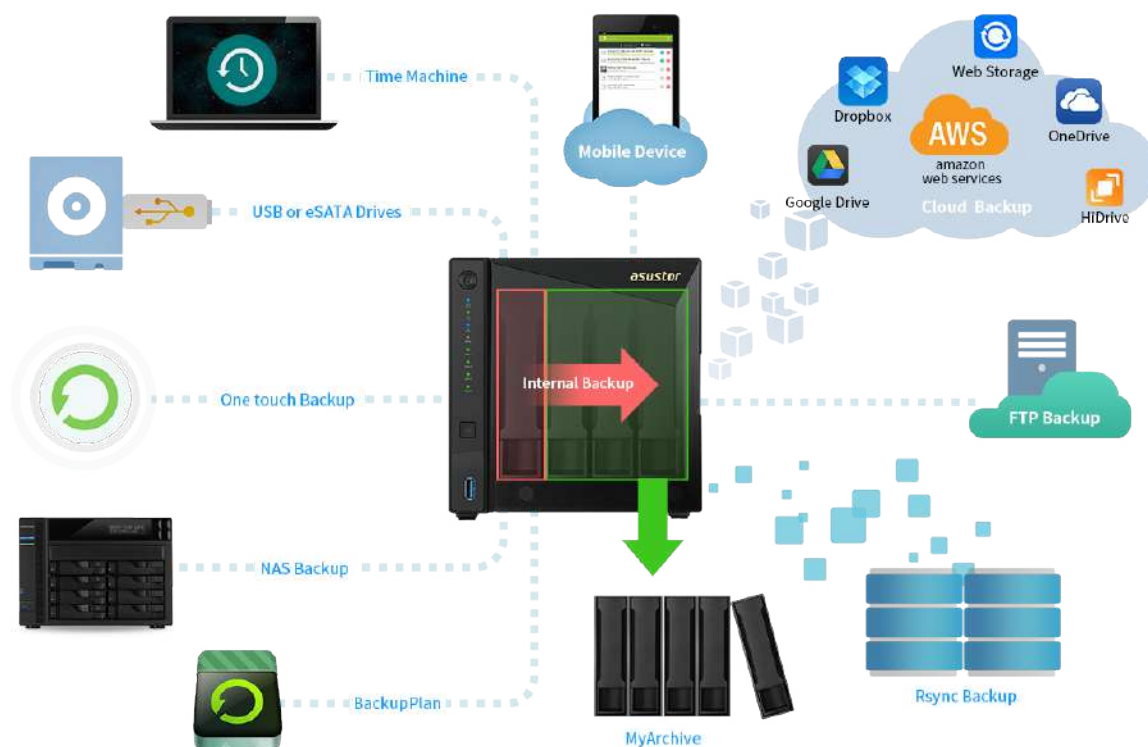 Time Machine
Mobile Device
Web Storage
Dropbox
AWS
OneDrive
amazon
web services
Google Drive
Cloud Backup
HiDrive
USB or eSATA Drives
asustor
Internal Backup
One touch Backup
FTP Backup
NAS Backup
BackupPlan
MyArchive
Rsync Backup